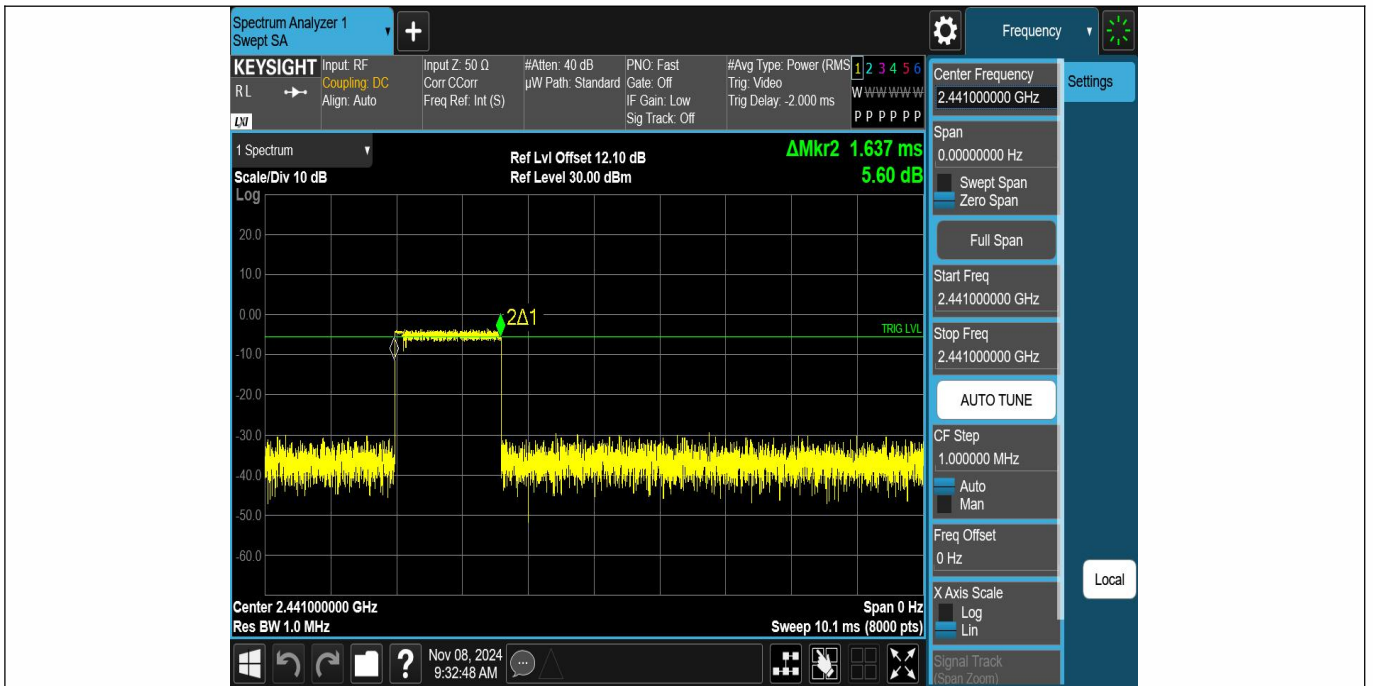 Spectrum Analyzer 1
Swept SA
+
Frequency
KEYSIGHT
RL
LXI
Input: RF
Coupling: DC
Align: Auto
Input Z: 50 Ω
Corr CCorr
Freq Ref: Int (S)
#Atten: 40 dB
µW Path: Standard
PNO: Fast
Gate: Off
IF Gain: Low
Sig Track: Off
#Avg Type: Power (RMS
Trig: Video
Trig Delay: -2.000 ms
1 2 3 4 5 6
W W W W W W
P P P P P P
1 Spectrum
Scale/Div 10 dB
Ref Lvl Offset 12.10 dB
Ref Level 30.00 dBm
ΔMkr2 1.637 ms
5.60 dB
Log
20.0
10.0
0.00
-10.0
-20.0
-30.0
-40.0
-50.0
-60.0
2Δ1
TRIG LVL
Center 2.441000000 GHz
Res BW 1.0 MHz
Span 0 Hz
Sweep 10.1 ms (8000 pts)
Center Frequency
2.441000000 GHz
Settings
Span
0.00000000 Hz
Swept Span
Zero Span
Full Span
Start Freq
2.441000000 GHz
Stop Freq
2.441000000 GHz
AUTO TUNE
CF Step
1.000000 MHz
Auto
Man
Freq Offset
0 Hz
X Axis Scale
Log
Lin
Local
Signal Track
(Span Zoom)
?
Nov 08, 2024
9:32:48 AM